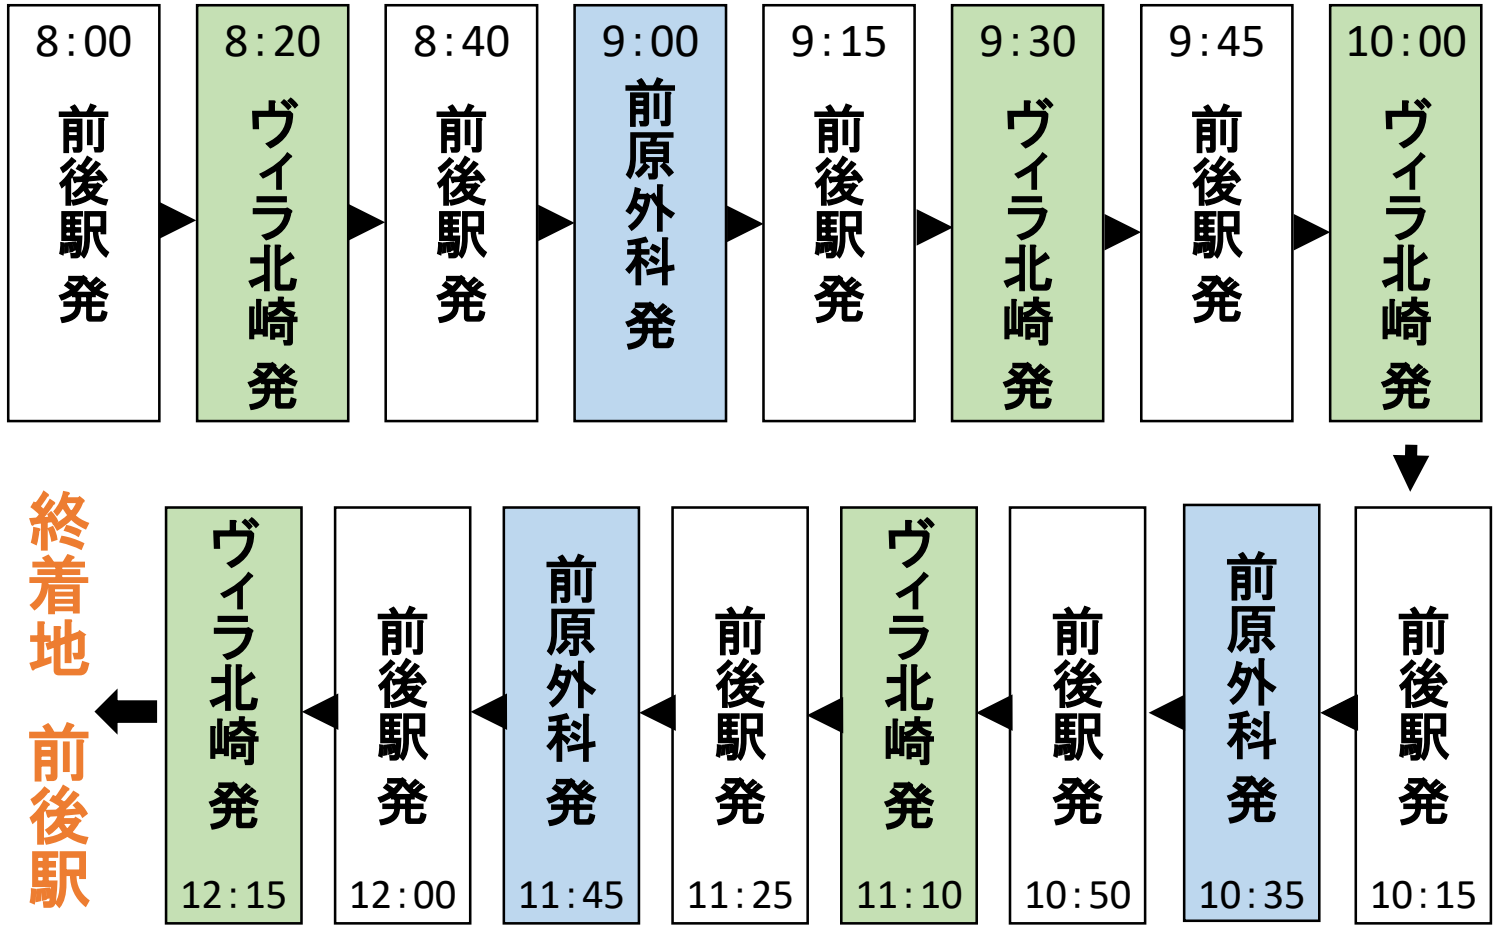 8:00
前後駅 発
8:20
ヴィラ北崎 発
8:40
前後駅 発
9:00
前原外科 発
9:15
前後駅 発
9:30
ヴィラ北崎 発
9:45
前後駅 発
10:00
ヴィラ北崎 発
前後駅 発
10:15
前原外科 発
10:35
前後駅 発
10:50
ヴィラ北崎 発
11:10
前後駅 発
11:25
前原外科 発
11:45
前後駅 発
12:00
ヴィラ北崎 発
12:15
終着地 前後駅